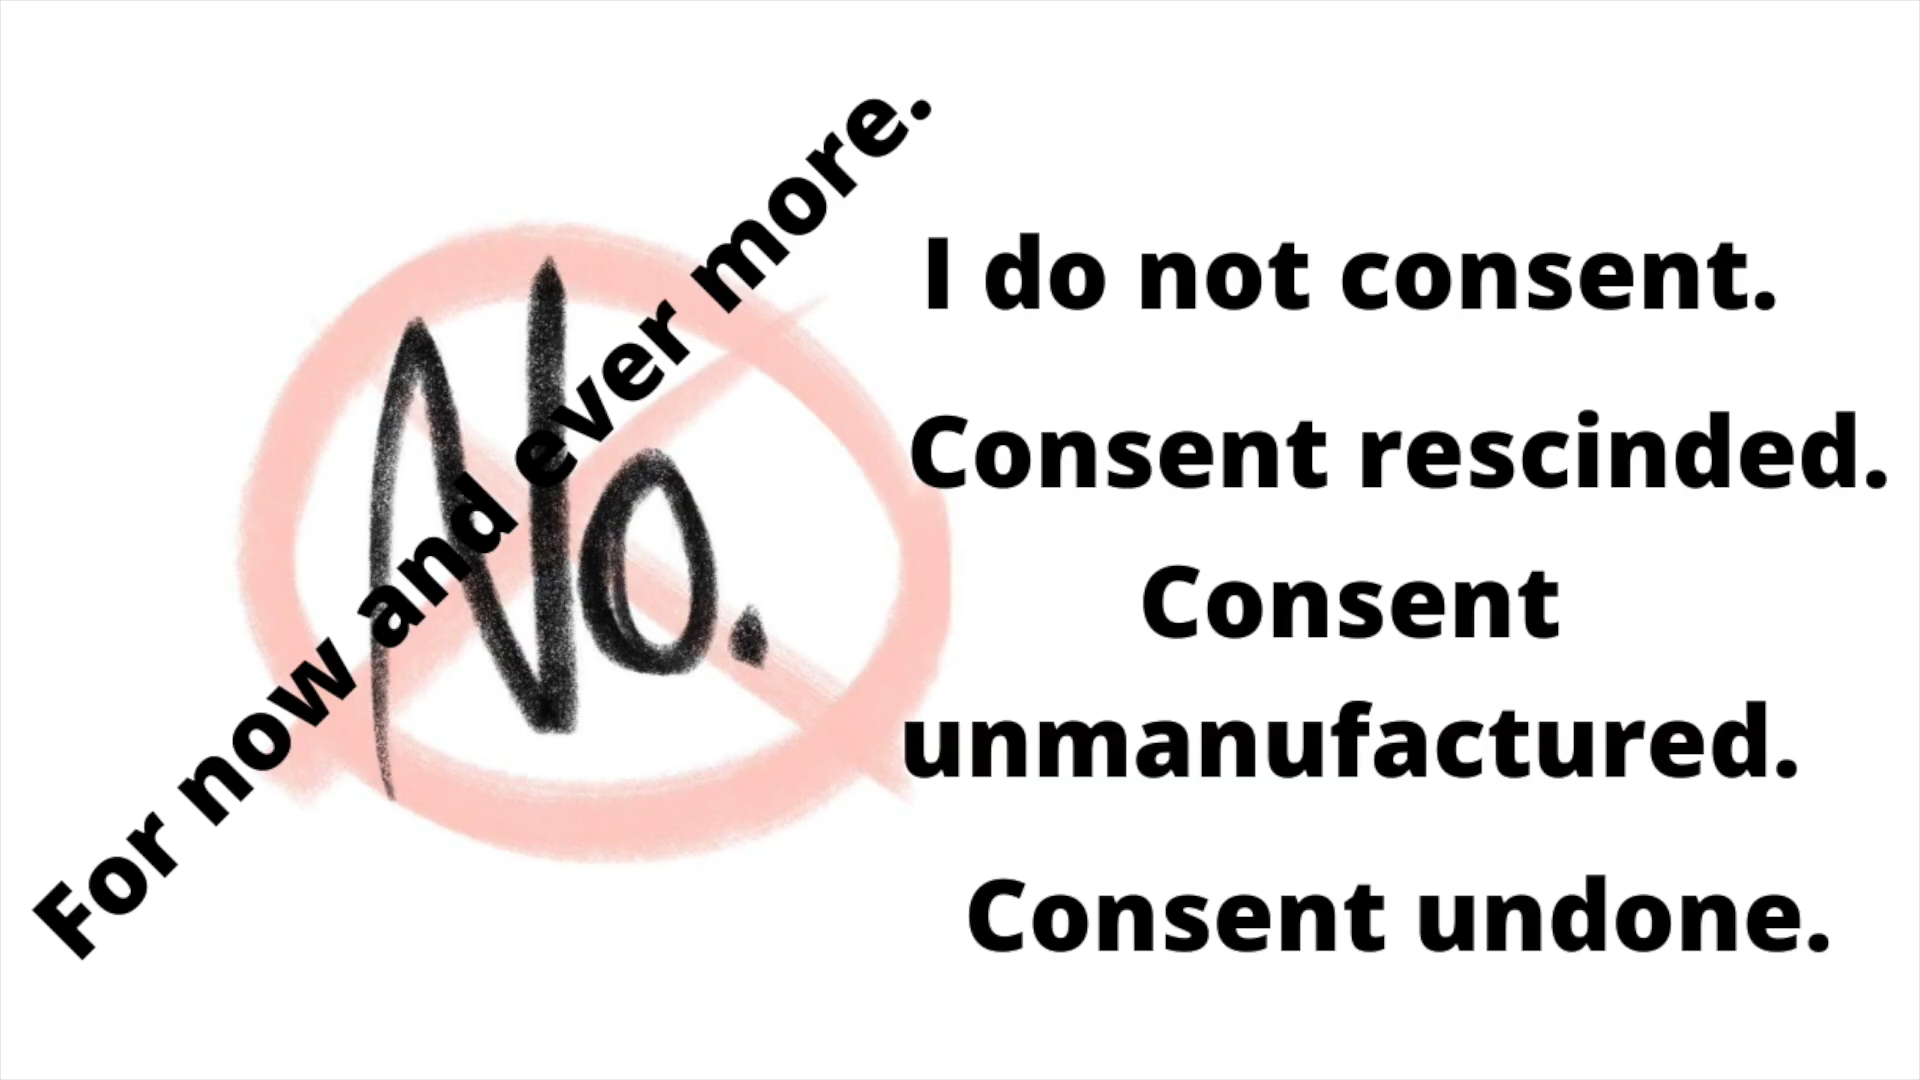 For now and ever more.
No.
I do not consent.
Consent rescinded.
Consent
unmanufactured.
Consent undone.